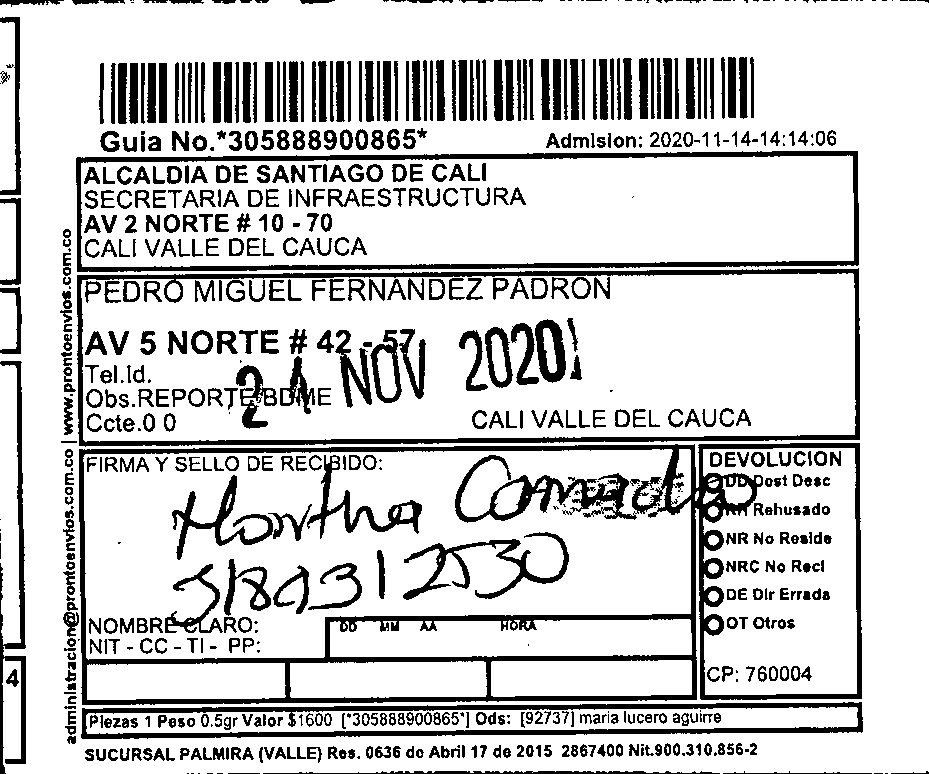 Guia No.*305888900865*
Admision: 2020-11-14-14:14:06
ALCALDIA DE SANTIAGO DE CALI
SECRETARIA DE INFRAESTRUCTURA
AV 2 NORTE # 10 - 70
CALI VALLE DEL CAUCA
PEDRO MIGUEL FERNANDEZ PADRON
AV 5 NORTE # 42 - 57
21 NOV 2020
Tel.Id.
Obs.REPORTE BDME
Ccte.0 0
CALI VALLE DEL CAUCA
FIRMA Y SELLO DE RECIBIDO:
Martha
NOMBRE CLARO:
NIT - CC - TI - PP:
DD MM AA HORA
DEVOLUCION
DD Dest Desc
RH Rehusado
NR No Reside
NRC No Recl
DE Dir Errada
OT Otros
CP: 760004
Piezas 1 Peso 0.5gr Valor $1600 [*305888900865*] Ods: [92737] maria lucero aguirre
SUCURSAL PALMIRA (VALLE) Res. 0636 de Abril 17 de 2015 2867400 Nit.900.310.856-2
administracion@prontoenvios.com.co | www.prontoenvios.com.co
4